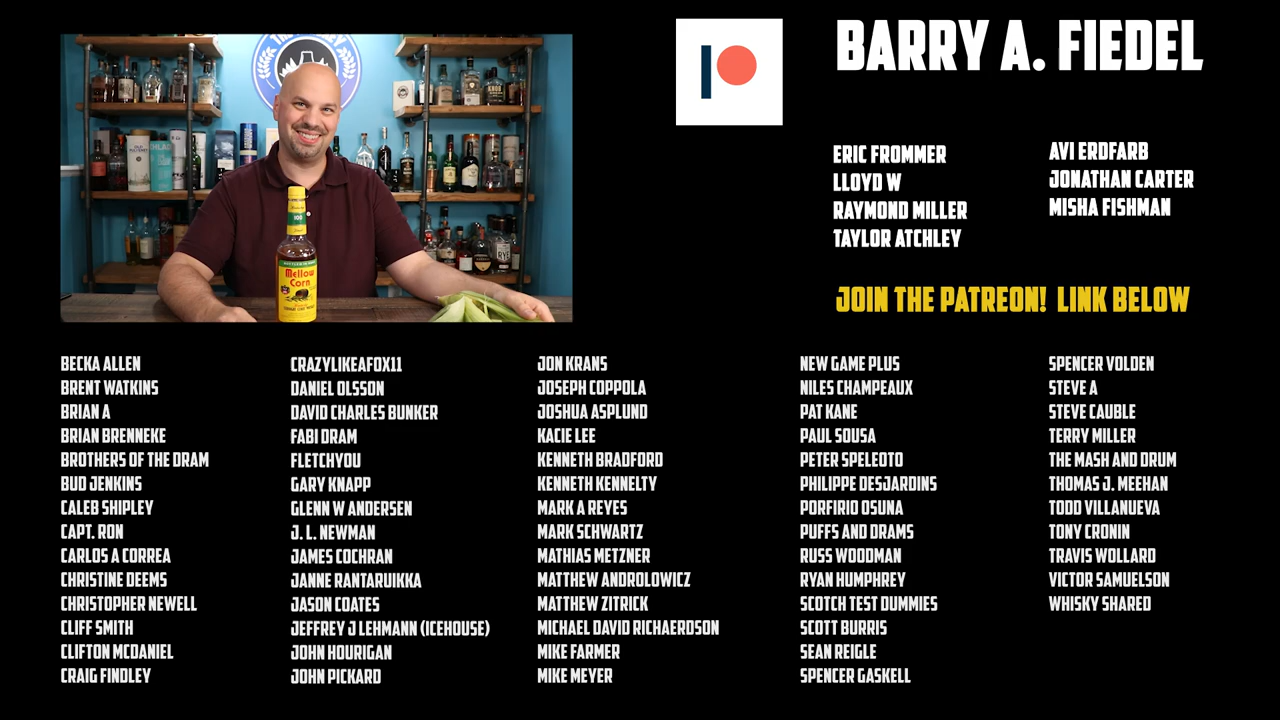 BARRY A. FIEDEL
ERIC FROMMER
LLOYD W
RAYMOND MILLER
TAYLOR ATCHLEY
AVI ERDFARB
JONATHAN CARTER
MISHA FISHMAN
JOIN THE PATREON! LINK BELOW
100
Mellow
Corn
RYE
BECKA ALLEN
BRENT WATKINS
BRIAN A
BRIAN BRENNEKE
BROTHERS OF THE DRAM
BUD JENKINS
CALEB SHIPLEY
CAPT. RON
CARLOS A CORREA
CHRISTINE DEEMS
CHRISTOPHER NEWELL
CLIFF SMITH
CLIFTON MCDANIEL
CRAIG FINDLEY
CRAZYLIKEAFOX11
DANIEL OLSSON
DAVID CHARLES BUNKER
FABI DRAM
FLETCHYOU
GARY KNAPP
GLENN W ANDERSEN
J. L. NEWMAN
JAMES COCHRAN
JANNE RANTARUIKKA
JASON COATES
JEFFREY J LEHMANN (ICEHOUSE)
JOHN HOURIGAN
JOHN PICKARD
JON KRANS
JOSEPH COPPOLA
JOSHUA ASPLUND
KACIE LEE
KENNETH BRADFORD
KENNETH KENNELTY
MARK A REYES
MARK SCHWARTZ
MATHIAS METZNER
MATTHEW ANDROLOWICZ
MATTHEW ZITRICK
MICHAEL DAVID RICHAERDSON
MIKE FARMER
MIKE MEYER
NEW GAME PLUS
NILES CHAMPEAUX
PAT KANE
PAUL SOUSA
PETER SPELEOTO
PHILIPPE DESJARDINS
PORFIRIO OSUNA
PUFFS AND DRAMS
RUSS WOODMAN
RYAN HUMPHREY
SCOTCH TEST DUMMIES
SCOTT BURRIS
SEAN REIGLE
SPENCER GASKELL
SPENCER VOLDEN
STEVE A
STEVE CAUBLE
TERRY MILLER
THE MASH AND DRUM
THOMAS J. MEEHAN
TODD VILLANUEVA
TONY CRONIN
TRAVIS WOLLARD
VICTOR SAMUELSON
WHISKY SHARED